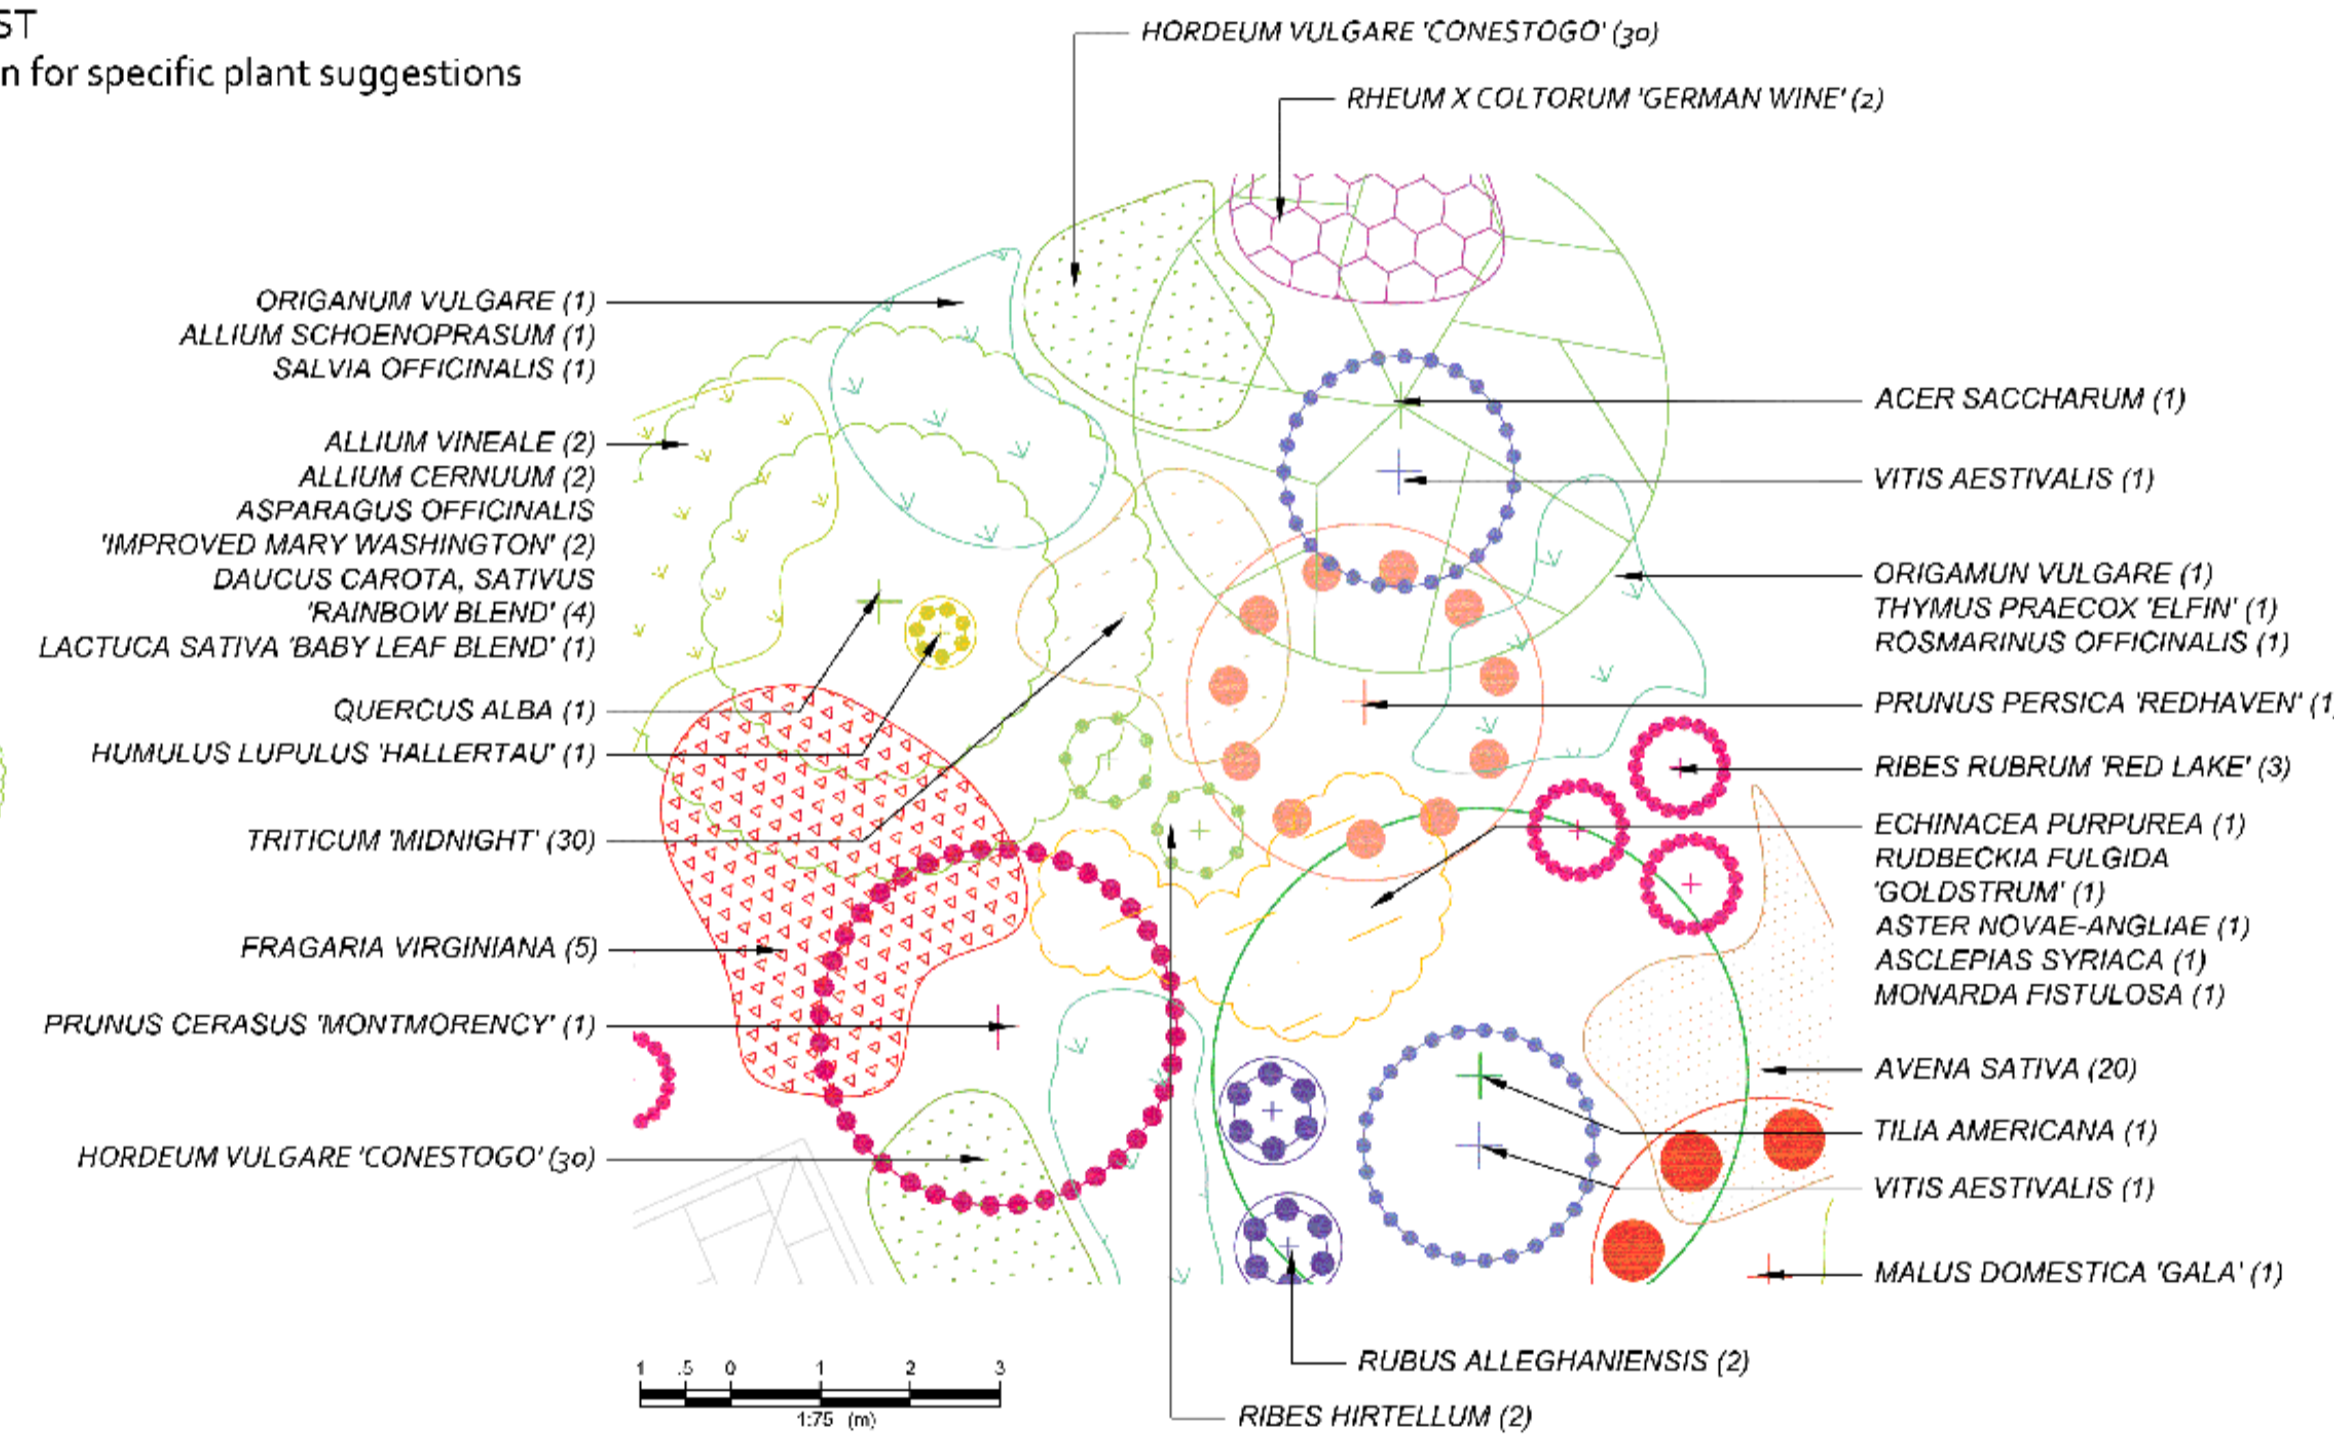 ST
n for specific plant suggestions
HORDEUM VULGARE 'CONESTOGO' (30)
RHEUM X COLTORUM 'GERMAN WINE' (2)
ORIGANUM VULGARE (1)
ALLIUM SCHOENOPRASUM (1)
SALVIA OFFICINALIS (1)
ALLIUM VINEALE (2)
ALLIUM CERNUUM (2)
ASPARAGUS OFFICINALIS
'IMPROVED MARY WASHINGTON' (2)
DAUCUS CAROTA, SATIVUS
'RAINBOW BLEND' (4)
LACTUCA SATIVA 'BABY LEAF BLEND' (1)
QUERCUS ALBA (1)
HUMULUS LUPULUS 'HALLERTAU' (1)
TRITICUM 'MIDNIGHT' (30)
FRAGARIA VIRGINIANA (5)
PRUNUS CERASUS 'MONTMORENCY' (1)
HORDEUM VULGARE 'CONESTOGO' (30)
ACER SACCHARUM (1)
VITIS AESTIVALIS (1)
ORIGAMUN VULGARE (1)
THYMUS PRAECOX 'ELFIN' (1)
ROSMARINUS OFFICINALIS (1)
PRUNUS PERSICA 'REDHAVEN' (1)
RIBES RUBRUM 'RED LAKE' (3)
ECHINACEA PURPUREA (1)
RUDBECKIA FULGIDA
'GOLDSTRUM' (1)
ASTER NOVAE-ANGLIAE (1)
ASCLEPIAS SYRIACA (1)
MONARDA FISTULOSA (1)
AVENA SATIVA (20)
TILIA AMERICANA (1)
VITIS AESTIVALIS (1)
MALUS DOMESTICA 'GALA' (1)
RUBUS ALLEGHANIENSIS (2)
RIBES HIRTELLUM (2)
1 .5 0 1 2 3
1:75 (m)